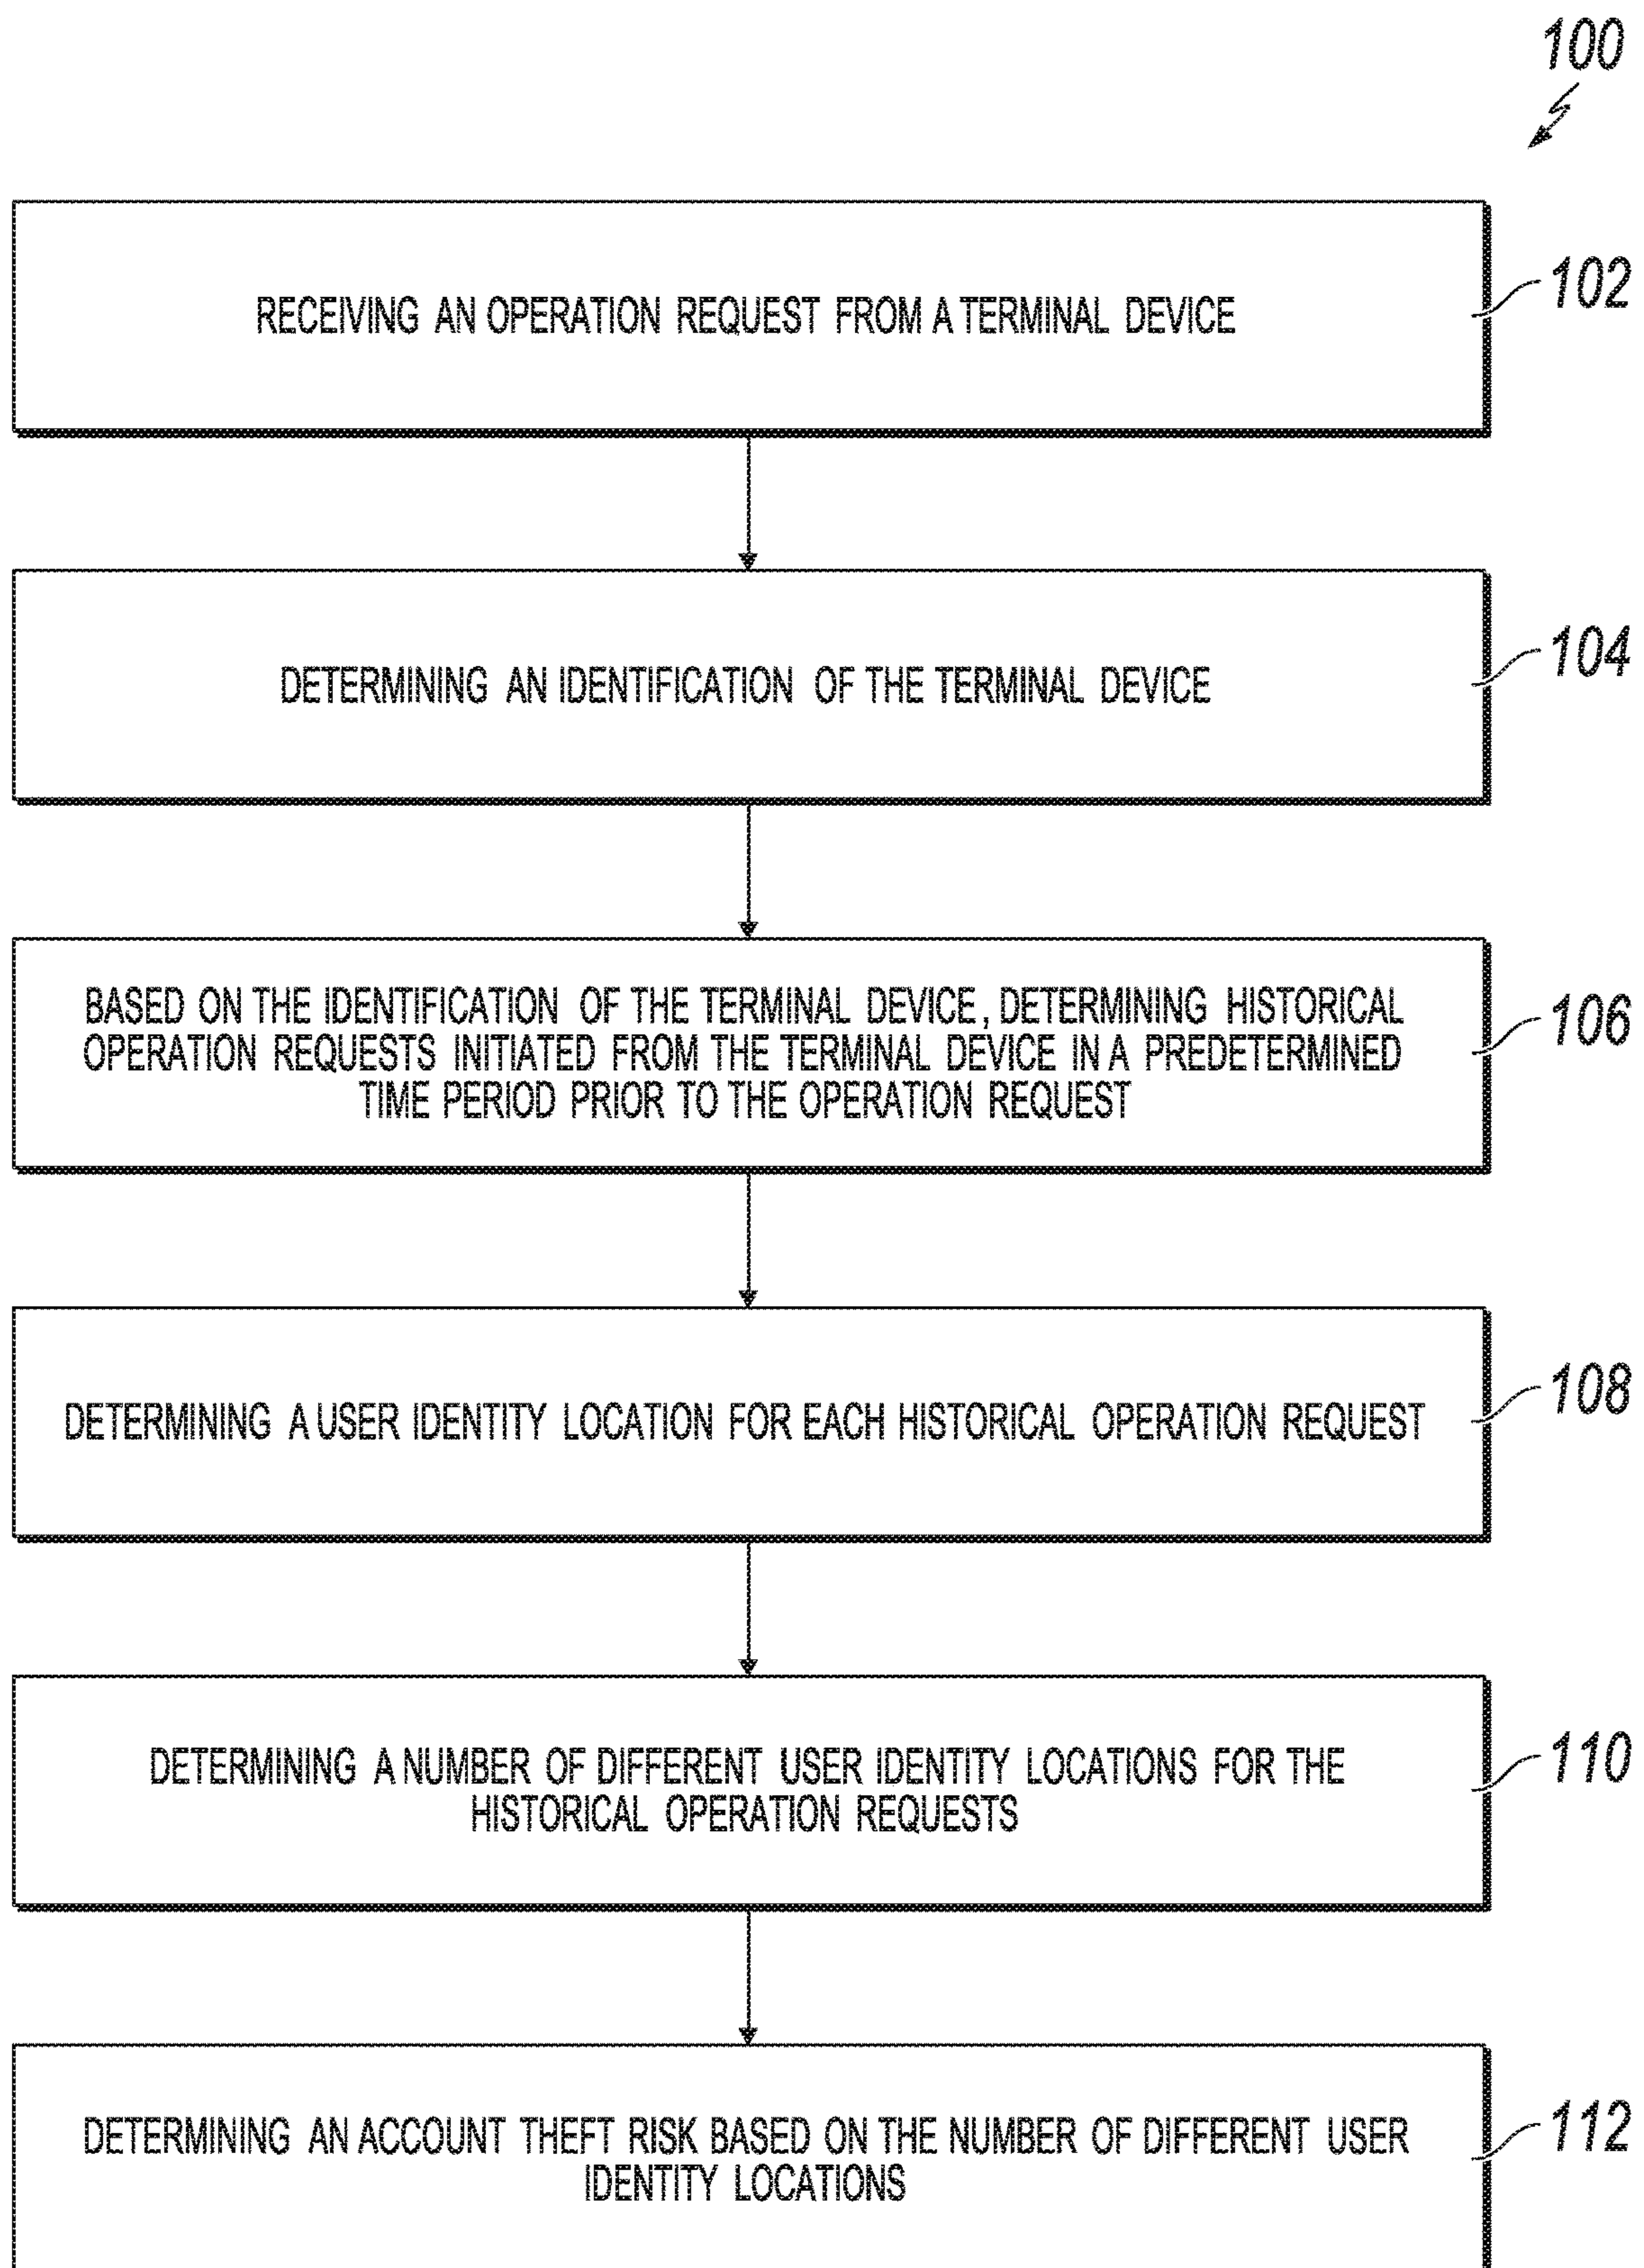 100
RECEIVING AN OPERATION REQUEST FROM A TERMINAL DEVICE
102
DETERMINING AN IDENTIFICATION OF THE TERMINAL DEVICE
104
BASED ON THE IDENTIFICATION OF THE TERMINAL DEVICE, DETERMINING HISTORICAL
OPERATION REQUESTS INITIATED FROM THE TERMINAL DEVICE IN A PREDETERMINED
TIME PERIOD PRIOR TO THE OPERATION REQUEST
106
DETERMINING A USER IDENTITY LOCATION FOR EACH HISTORICAL OPERATION REQUEST
108
DETERMINING A NUMBER OF DIFFERENT USER IDENTITY LOCATIONS FOR THE
HISTORICAL OPERATION REQUESTS
110
DETERMINING AN ACCOUNT THEFT RISK BASED ON THE NUMBER OF DIFFERENT USER
IDENTITY LOCATIONS
112